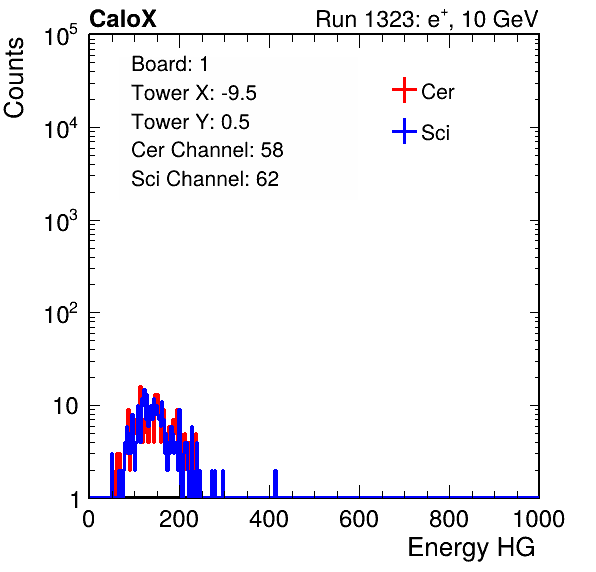 CaloX Run 1323: e⁺, 10 GeV
Counts
Board: 1
Tower X: -9.5
Tower Y: 0.5
Cer Channel: 58
Sci Channel: 62
Cer
Sci
10⁵
10⁴
10³
10²
10
1
0 200 400 600 800 1000
Energy HG